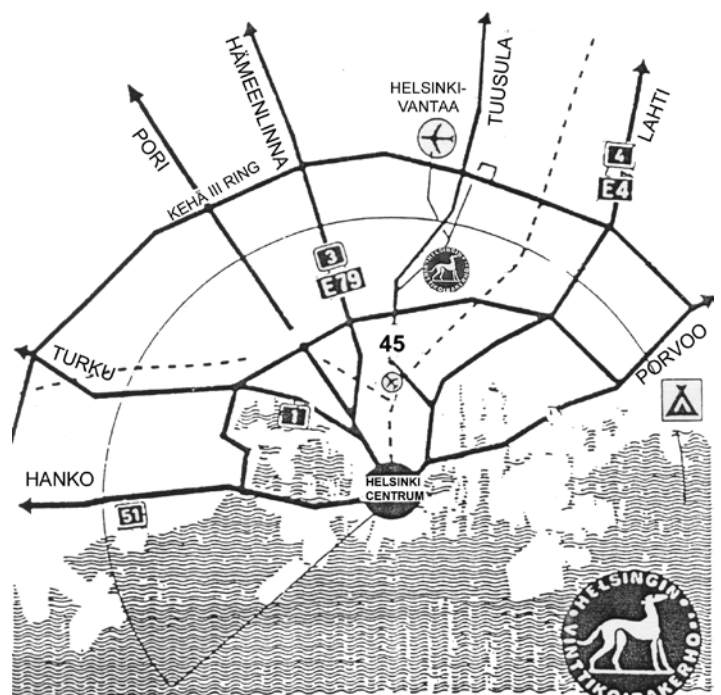 HELSINKI-
VANTAA
TUUSULA
HÄMEENLINNA
LAHTI
PORI
KEHÄ III RING
4
E4
3
E79
45
TURKU
PORVOO
1
HELSINKI
CENTRUM
HANKO
51
HELSINGIN